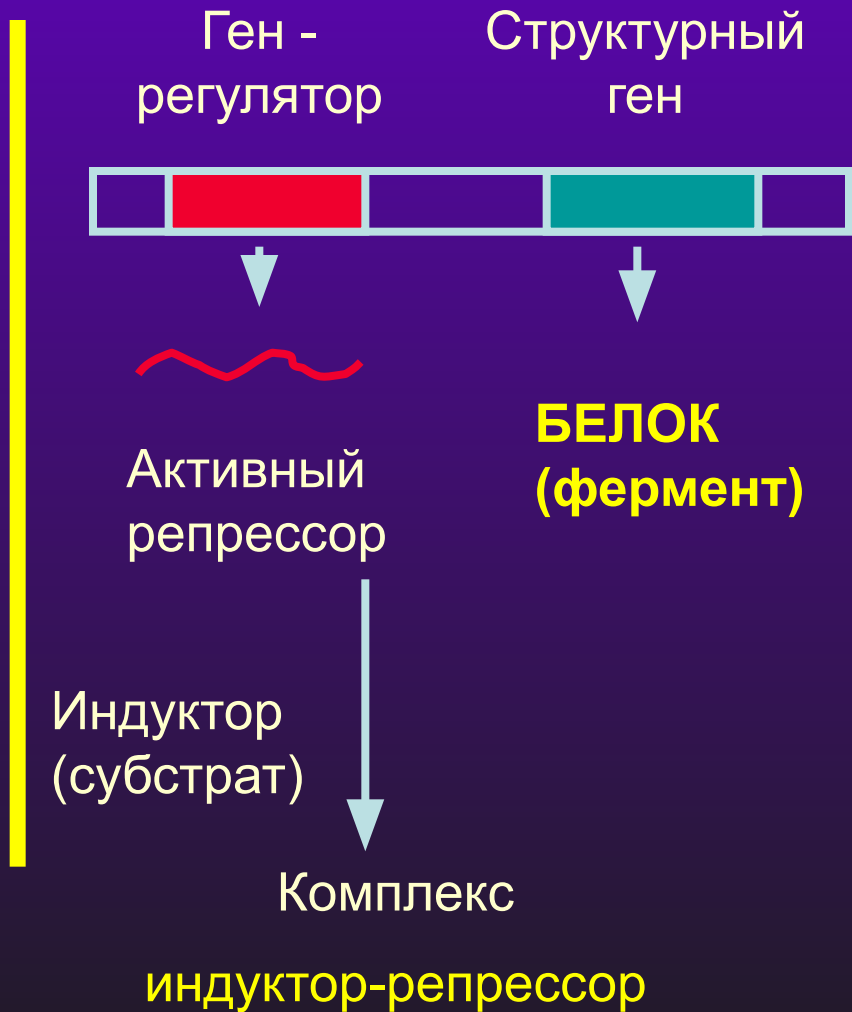 Ген -
регулятор
Структурный
ген
Активный
репрессор
БЕЛОК
(фермент)
Индуктор
(субстрат)
Комплекс
индуктор-репрессор